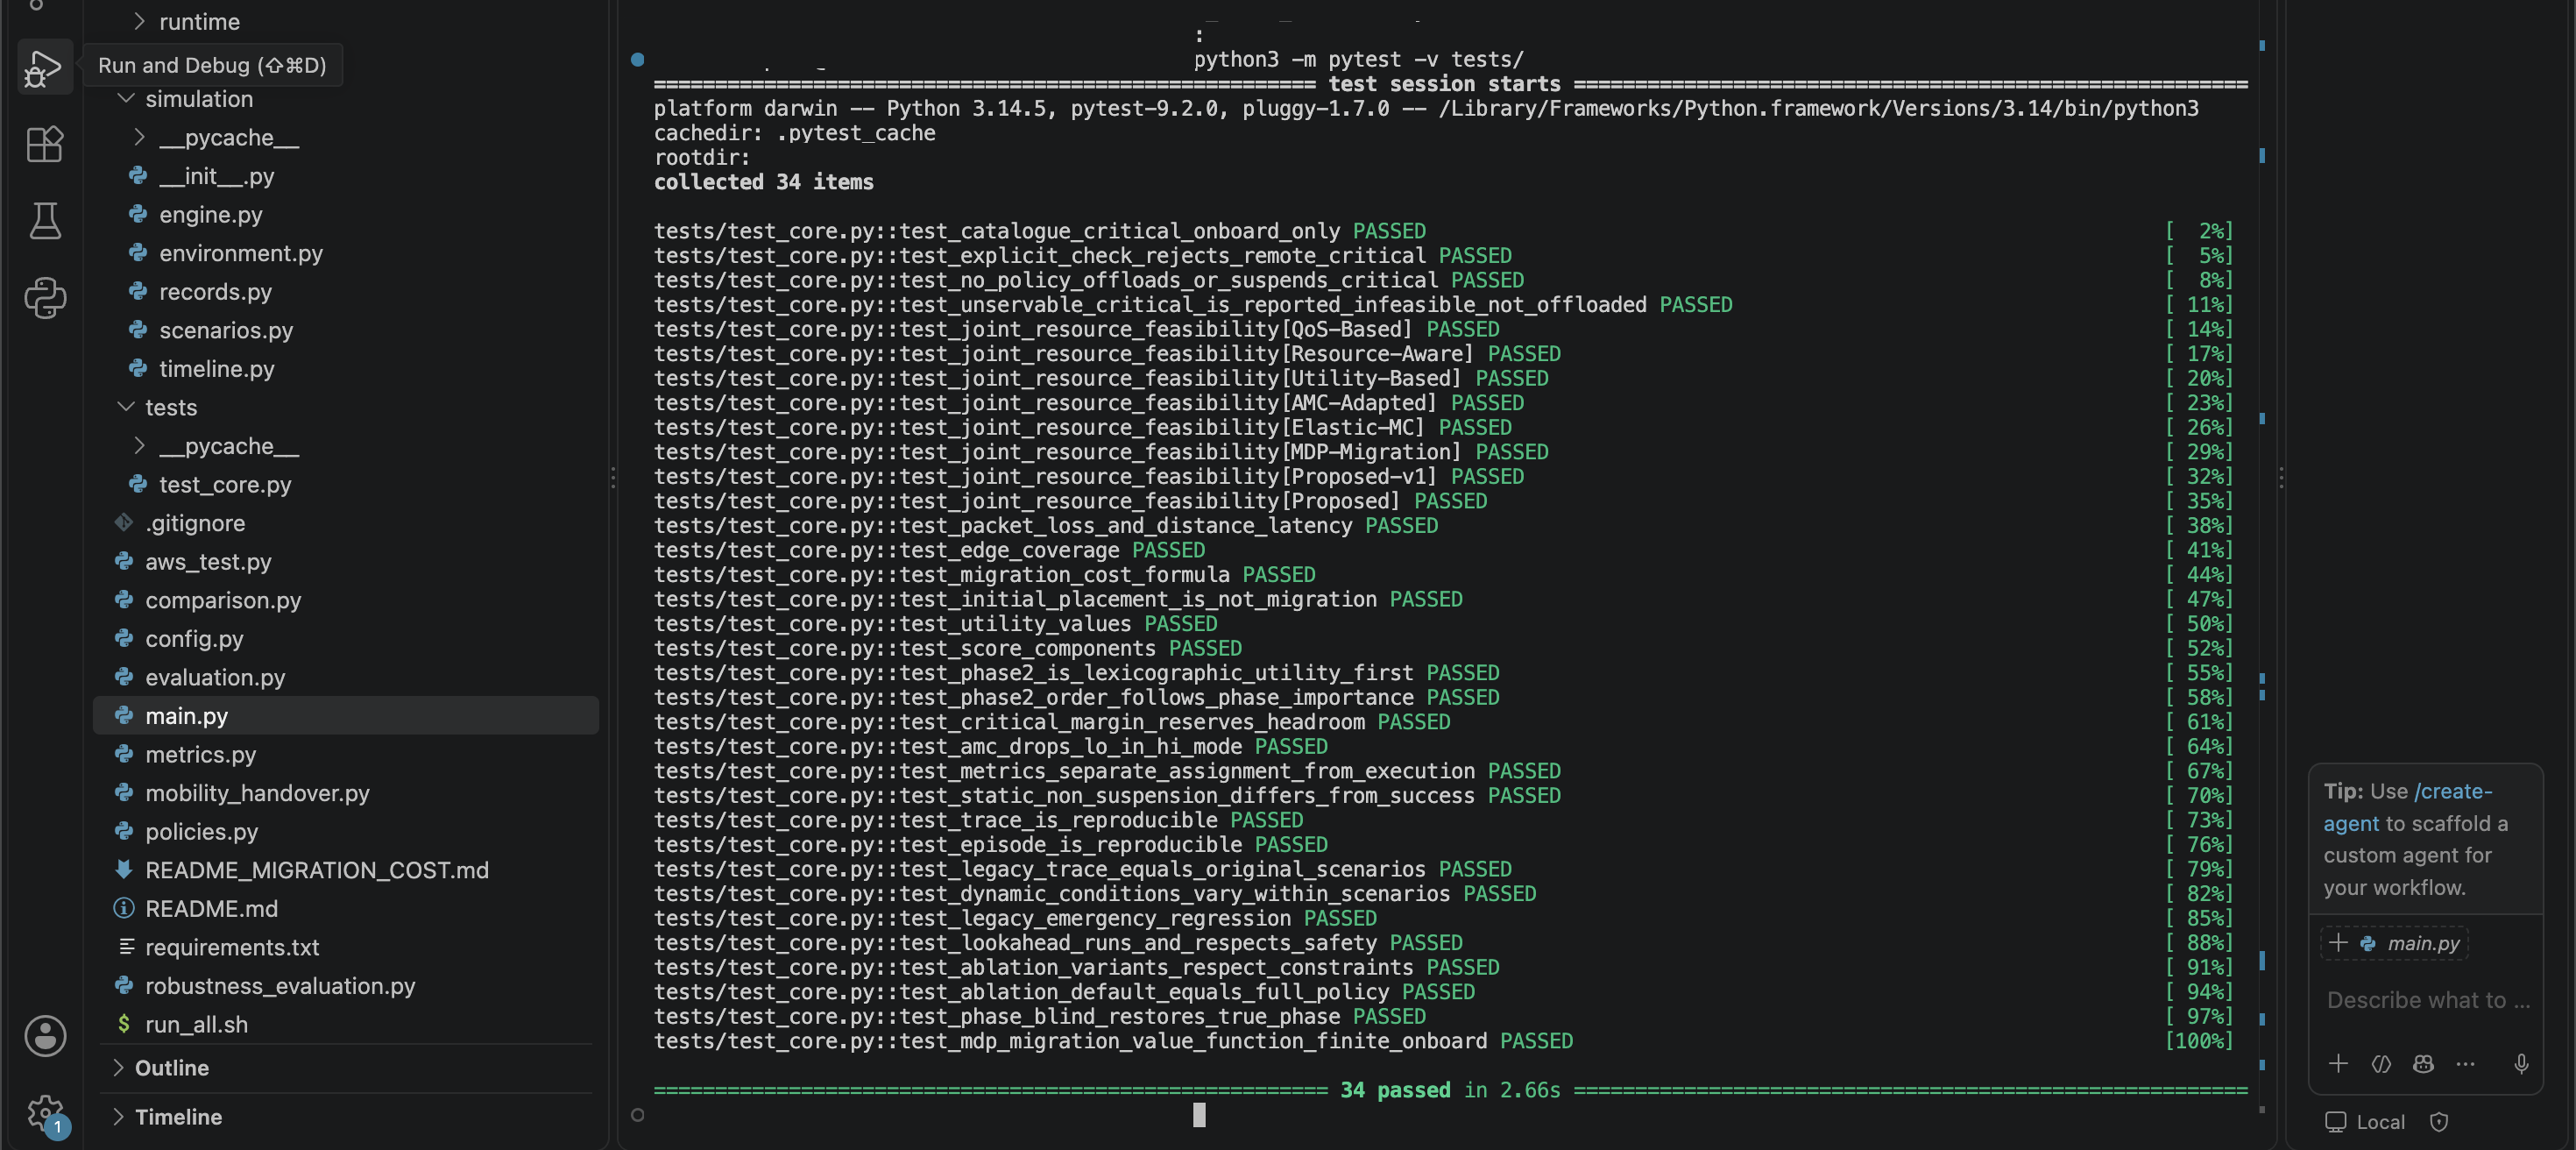 runtime
Run and Debug (⇧⌘D)
simulation
__pycache__
__init__.py
engine.py
environment.py
records.py
scenarios.py
timeline.py
tests
__pycache__
test_core.py
.gitignore
aws_test.py
comparison.py
config.py
evaluation.py
main.py
metrics.py
mobility_handover.py
policies.py
README_MIGRATION_COST.md
README.md
requirements.txt
robustness_evaluation.py
$ run_all.sh
Outline
Timeline
1
:
python3 -m pytest -v tests/
====================================================== test session starts =======================================================
platform darwin -- Python 3.14.5, pytest-9.2.0, pluggy-1.7.0 -- /Library/Frameworks/Python.framework/Versions/3.14/bin/python3
cachedir: .pytest_cache
rootdir:
collected 34 items
tests/test_core.py::test_catalogue_critical_onboard_only PASSED [  2%]
tests/test_core.py::test_explicit_check_rejects_remote_critical PASSED [  5%]
tests/test_core.py::test_no_policy_offloads_or_suspends_critical PASSED [  8%]
tests/test_core.py::test_unservable_critical_is_reported_infeasible_not_offloaded PASSED [ 11%]
tests/test_core.py::test_joint_resource_feasibility[QoS-Based] PASSED [ 14%]
tests/test_core.py::test_joint_resource_feasibility[Resource-Aware] PASSED [ 17%]
tests/test_core.py::test_joint_resource_feasibility[Utility-Based] PASSED [ 20%]
tests/test_core.py::test_joint_resource_feasibility[AMC-Adapted] PASSED [ 23%]
tests/test_core.py::test_joint_resource_feasibility[Elastic-MC] PASSED [ 26%]
tests/test_core.py::test_joint_resource_feasibility[MDP-Migration] PASSED [ 29%]
tests/test_core.py::test_joint_resource_feasibility[Proposed-v1] PASSED [ 32%]
tests/test_core.py::test_joint_resource_feasibility[Proposed] PASSED [ 35%]
tests/test_core.py::test_packet_loss_and_distance_latency PASSED [ 38%]
tests/test_core.py::test_edge_coverage PASSED [ 41%]
tests/test_core.py::test_migration_cost_formula PASSED [ 44%]
tests/test_core.py::test_initial_placement_is_not_migration PASSED [ 47%]
tests/test_core.py::test_utility_values PASSED [ 50%]
tests/test_core.py::test_score_components PASSED [ 52%]
tests/test_core.py::test_phase2_is_lexicographic_utility_first PASSED [ 55%]
tests/test_core.py::test_phase2_order_follows_phase_importance PASSED [ 58%]
tests/test_core.py::test_critical_margin_reserves_headroom PASSED [ 61%]
tests/test_core.py::test_amc_drops_lo_in_hi_mode PASSED [ 64%]
tests/test_core.py::test_metrics_separate_assignment_from_execution PASSED [ 67%]
tests/test_core.py::test_static_non_suspension_differs_from_success PASSED [ 70%]
tests/test_core.py::test_trace_is_reproducible PASSED [ 73%]
tests/test_core.py::test_episode_is_reproducible PASSED [ 76%]
tests/test_core.py::test_legacy_trace_equals_original_scenarios PASSED [ 79%]
tests/test_core.py::test_dynamic_conditions_vary_within_scenarios PASSED [ 82%]
tests/test_core.py::test_legacy_emergency_regression PASSED [ 85%]
tests/test_core.py::test_lookahead_runs_and_respects_safety PASSED [ 88%]
tests/test_core.py::test_ablation_variants_respect_constraints PASSED [ 91%]
tests/test_core.py::test_ablation_default_equals_full_policy PASSED [ 94%]
tests/test_core.py::test_phase_blind_restores_true_phase PASSED [ 97%]
tests/test_core.py::test_mdp_migration_value_function_finite_onboard PASSED [100%]
======================================================= 34 passed in 2.66s =======================================================
Tip: Use /create-
agent to scaffold a
custom agent for
your workflow.
main.py
Describe what to ...
Local